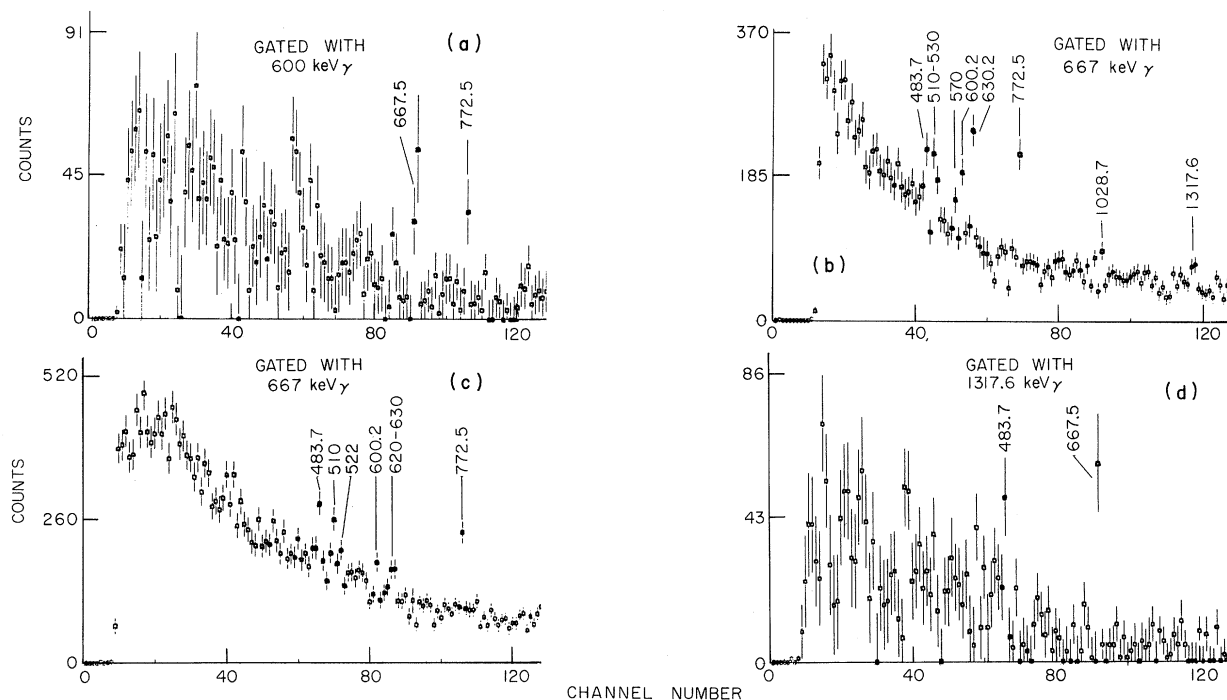 91
45
0
COUNTS
GATED WITH
600 keV γ
(a)
667.5
772.5
40
80
120
370
185
0
GATED WITH
667 keV γ
(b)
483.7
510-530
570
600.2
630.2
772.5
1028.7
1317.6
40,
80
120
520
260
0
COUNTS
GATED WITH
667 keV γ
(c)
483.7
510
522
600.2
620-630
772.5
0
40
80
120
86
43
0
GATED WITH
1317.6 keV γ
(d)
483.7
667.5
0
40
80
120
CHANNEL NUMBER